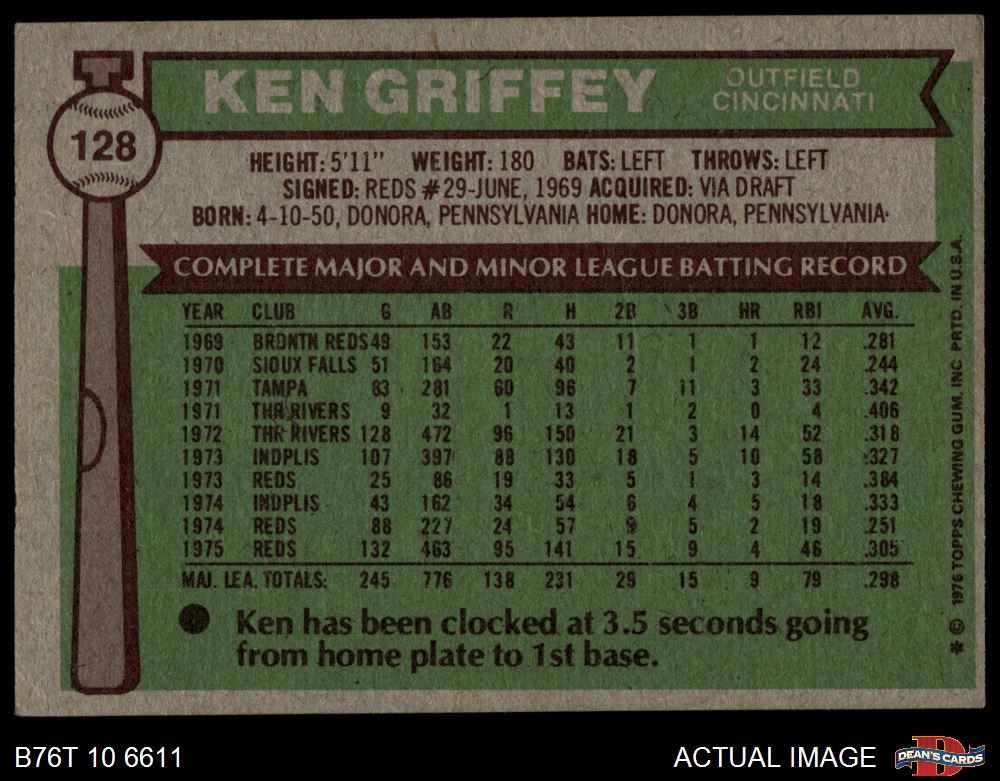 128
KEN GRIFFEY
OUTFIELD
CINCINNATI
HEIGHT: 5'11" WEIGHT: 180 BATS: LEFT THROWS: LEFT
SIGNED: REDS #29-JUNE, 1969 ACQUIRED: VIA DRAFT
BORN: 4-10-50, DONORA, PENNSYLVANIA HOME: DONORA, PENNSYLVANIA
COMPLETE MAJOR AND MINOR LEAGUE BATTING RECORD
YEAR CLUB G AB R H 2B 3B HR RBI AVG.
1969 BRDNTN REDS 49 153 22 43 11 1 1 12 .281
1970 SIOUX FALLS 51 164 20 40 2 1 2 24 .244
1971 TAMPA 83 281 60 96 7 11 3 33 .342
1971 THR RIVERS 9 32 1 13 1 2 0 4 .406
1972 THR RIVERS 128 472 96 150 21 3 14 52 .318
1973 INDPLIS 107 397 88 130 18 5 10 58 .327
1973 REDS 25 86 19 33 5 1 3 14 .384
1974 INDPLIS 43 162 34 54 6 4 5 18 .333
1974 REDS 88 227 24 57 9 5 2 19 .251
1975 REDS 132 463 95 141 15 9 4 46 .305
MAJ. LEA. TOTALS: 245 776 138 231 29 15 9 79 .298
Ken has been clocked at 3.5 seconds going
from home plate to 1st base.
* © 1976 TOPPS CHEWING GUM, INC PRTD. IN U.S.A.
B76T 10 6611
ACTUAL IMAGE
D
DEAN'S CARDS